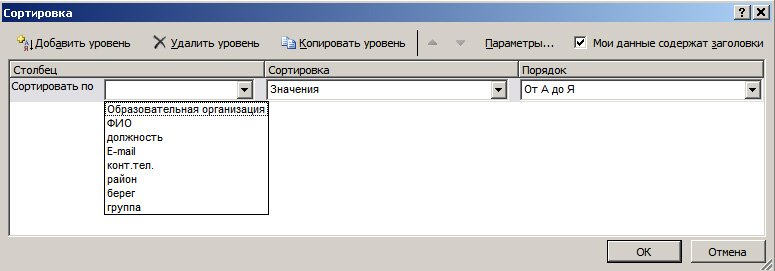 Сортировка
Добавить уровень Удалить уровень Копировать уровень Параметры... Мои данные содержат заголовки
Столбец Сортировка Порядок
Сортировать по Значения От А до Я
Образовательная организация
ФИО
должность
E-mail
конт.тел.
район
берег
группа
ОК Отмена